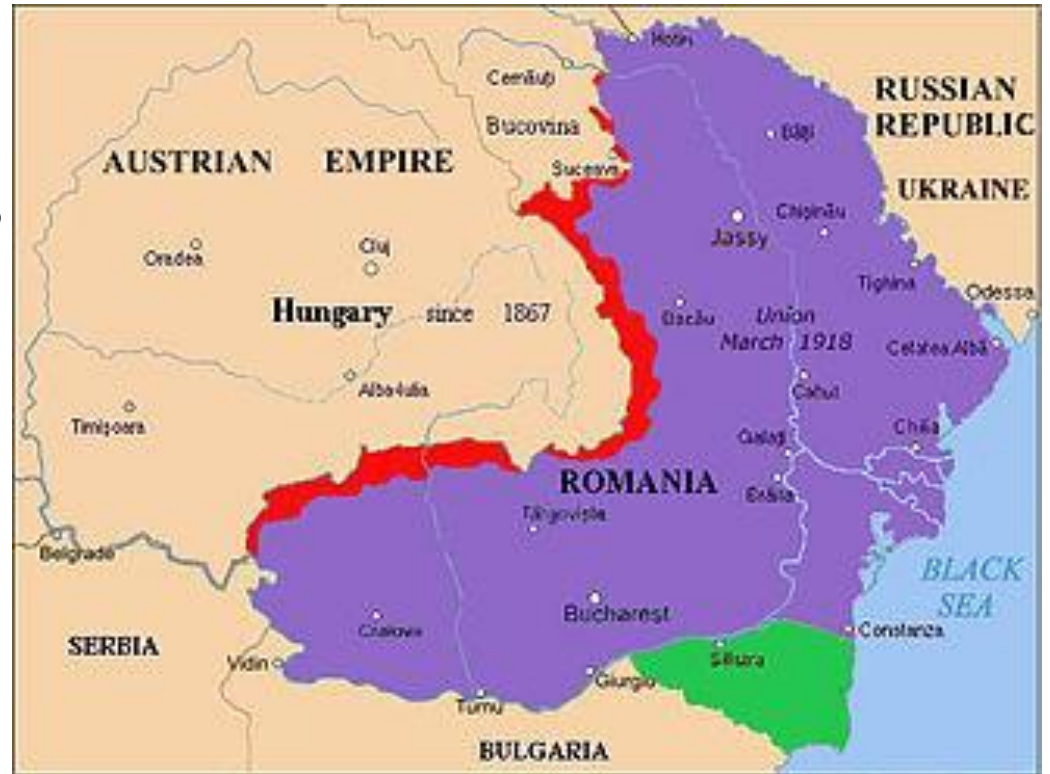 Hotin
Cernăuți
RUSSIAN
REPUBLIC
Bucovina
Bălți
AUSTRIAN EMPIRE
Suceava
UKRAINE
Chișinău
Jassy
Oradea
Cluj
Tighina
Odessa
Hungary since 1867
Bacău
Union
March 1918
Cetatea Albă
Alba-Iulia
Cahul
Timișoara
Galați
Chilia
ROMANIA
Brăila
Târgoviște
Belgrade
BLACK
SEA
Bucharest
Craiova
Constanza
SERBIA
Vidin
Silistra
Giurgiu
Turnu
BULGARIA